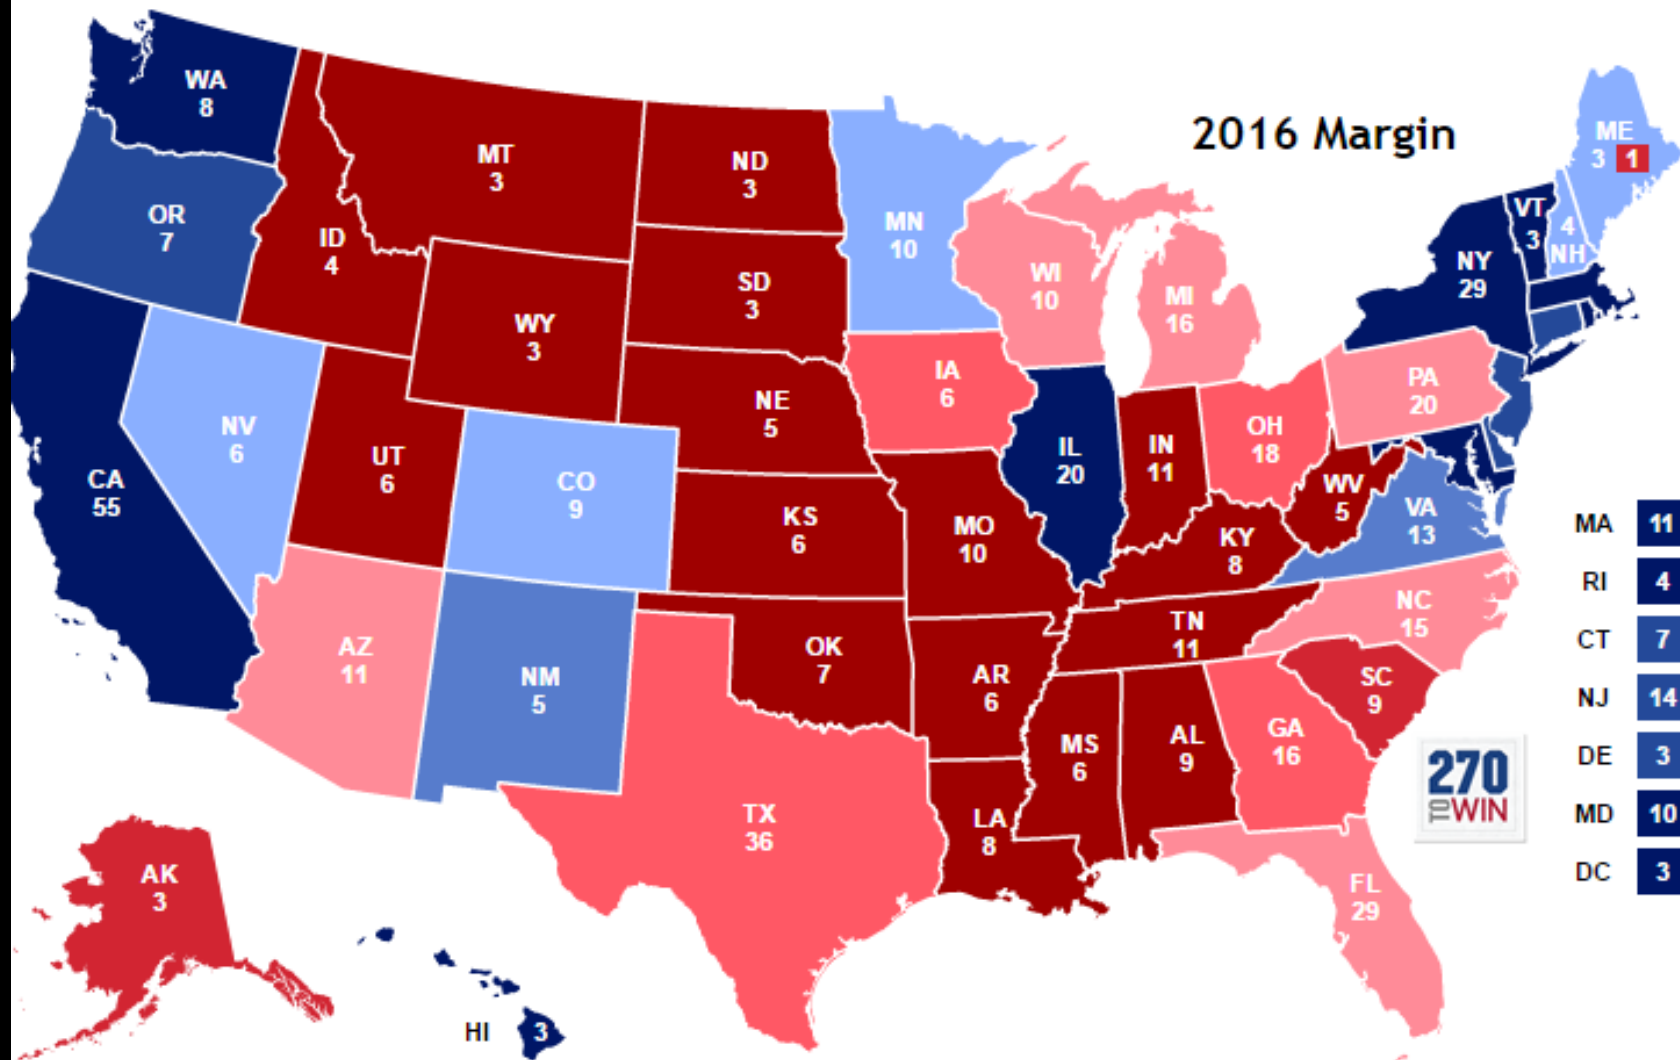 2016 Margin
WA
8
OR
7
CA
55
NV
6
ID
4
MT
3
WY
3
UT
6
AZ
11
CO
9
NM
5
ND
3
SD
3
NE
5
KS
6
OK
7
TX
36
MN
10
IA
6
MO
10
AR
6
LA
8
WI
10
IL
20
MI
16
IN
11
OH
18
KY
8
TN
11
MS
6
AL
9
GA
16
FL
29
SC
9
NC
15
VA
13
WV
5
PA
20
NY
29
VT
3
4
NH
ME
3 1
MA 11
RI 4
CT 7
NJ 14
DE 3
MD 10
DC 3
270
TO WIN
AK
3
HI 3